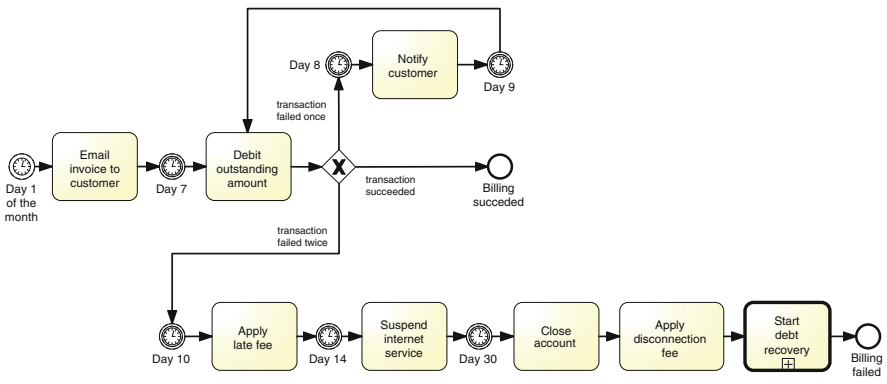 Day 8
Notify
customer
Day 9
transaction
failed once
Day 1
of the
month
Email
invoice to
customer
Day 7
Debit
outstanding
amount
X
transaction
succeeded
Billing
succeded
transaction
failed twice
Day 10
Apply
late fee
Day 14
Suspend
internet
service
Day 30
Close
account
Apply
disconnection
fee
Start
debt
recovery
Billing
failed